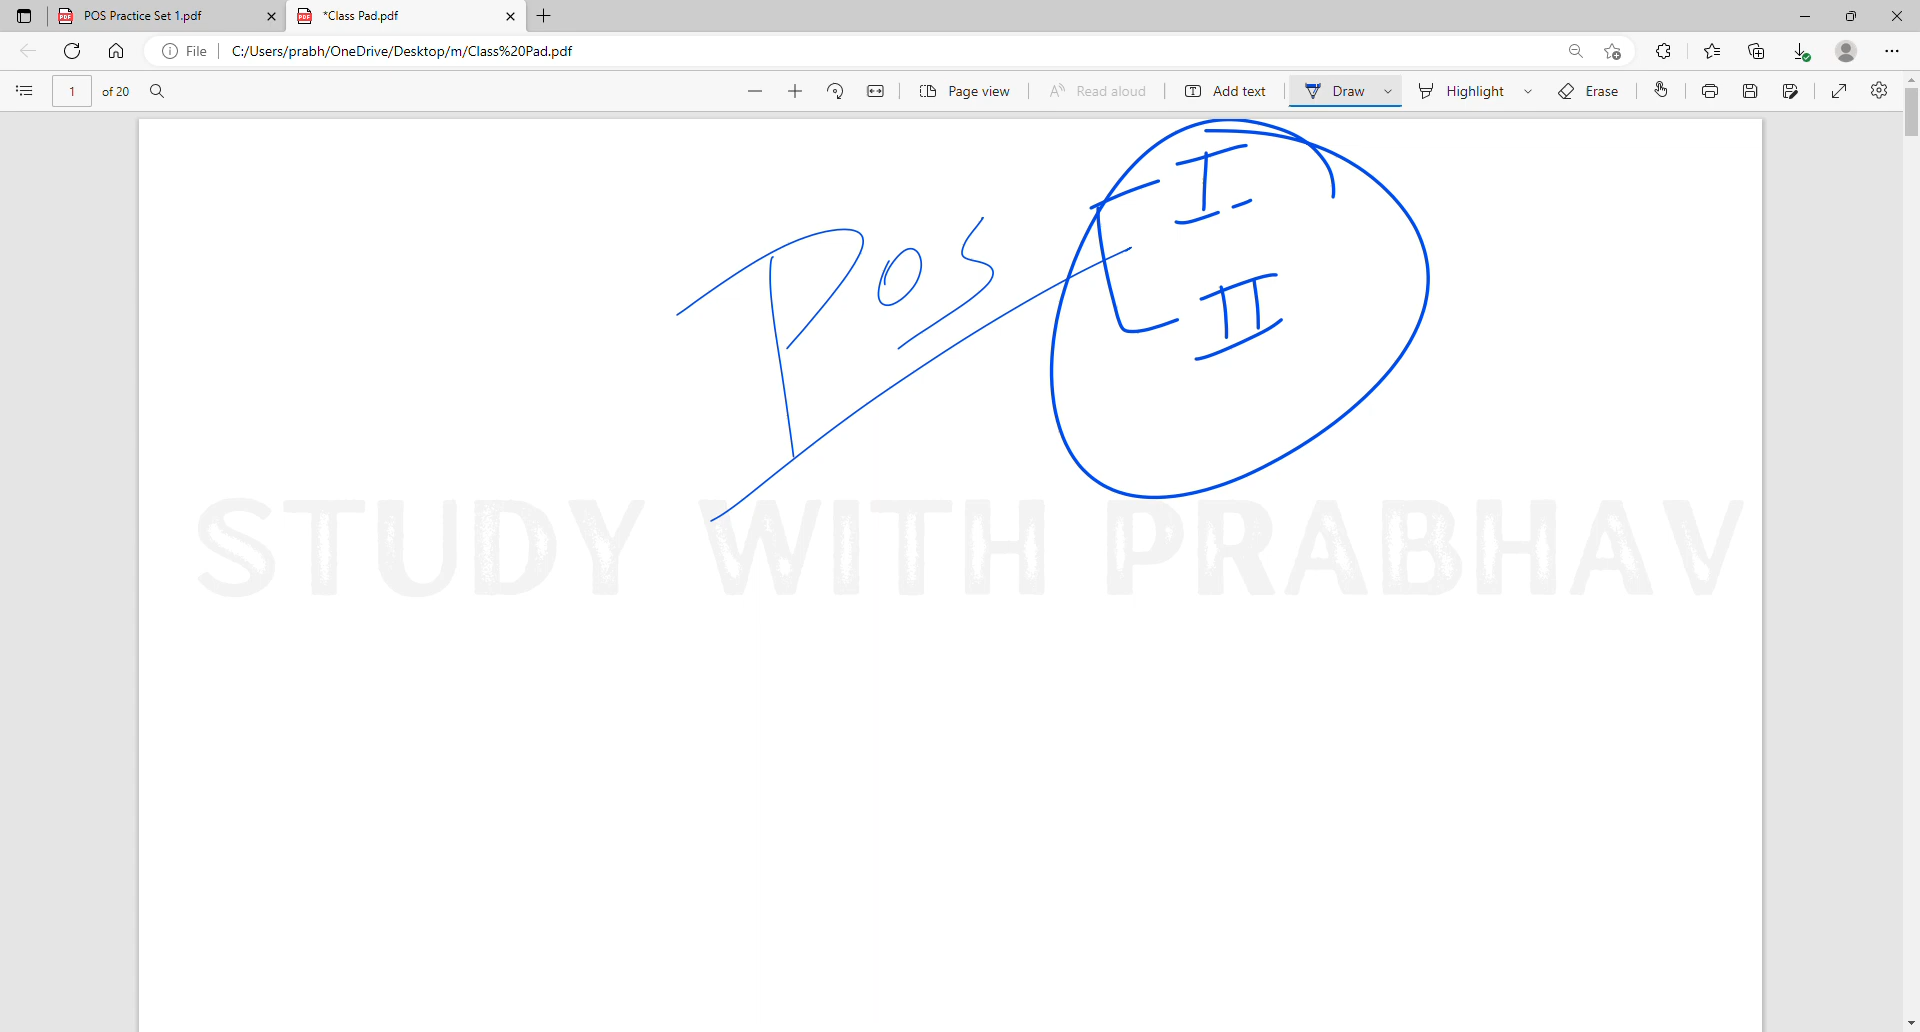 POS Practice Set 1.pdf
*Class Pad.pdf
File
C:/Users/prabh/OneDrive/Desktop/m/Class%20Pad.pdf
1 of 20
Page view
Read aloud
Add text
Draw
Highlight
Erase
I.
Pos
II
STUDY WITH PRABHAV